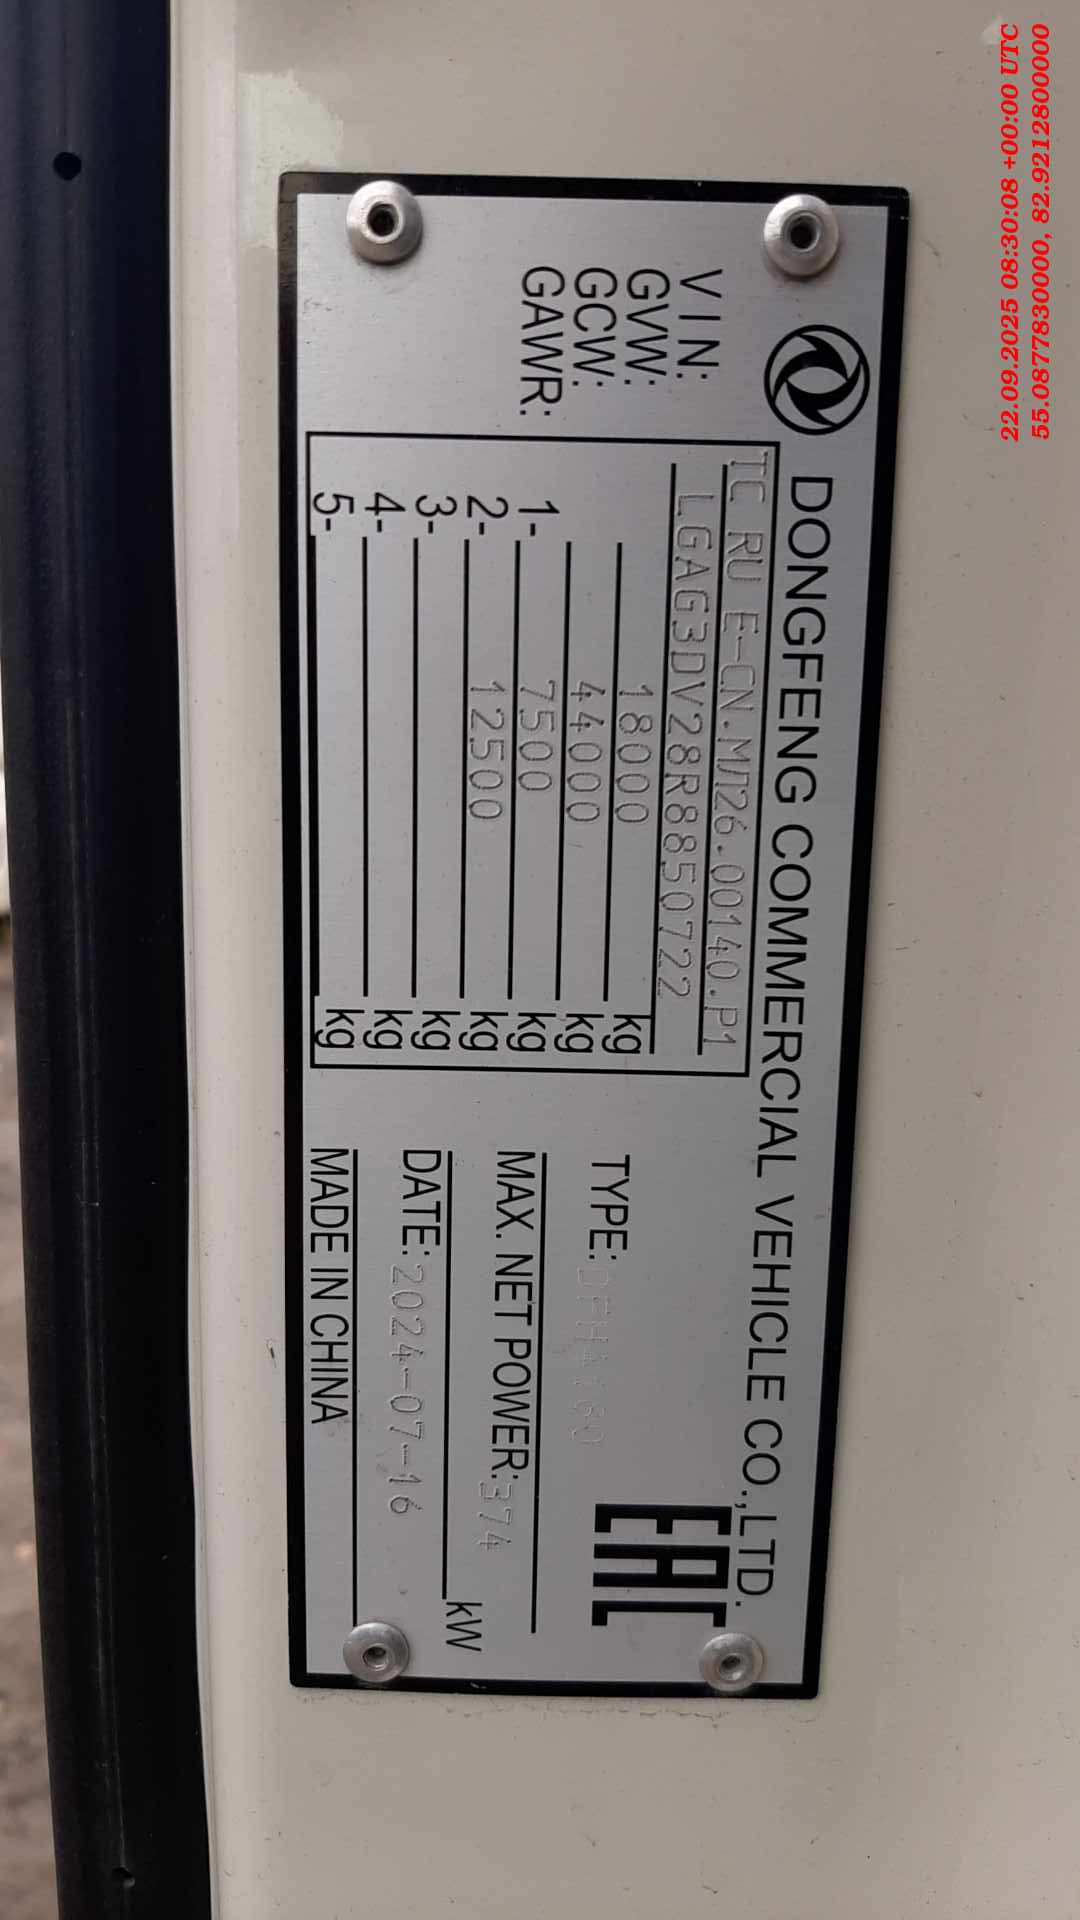 22.09.2025 08:30:08 +00:00 UTC
55.0877830000, 82.9212800000
DONGFENG COMMERCIAL VEHICLE CO.,LTD.
TC RU E-CN.МЛ26.00140.P1
VIN: LGAG3DV28R8850722
GVW: 18000 kg
GCW: 44000 kg
GAWR: 1- 7500 kg
2- 12500 kg
3- kg
4- kg
5- kg
EAC
TYPE: DFH4180
MAX. NET POWER: 374 kW
DATE: 2024-07-16
MADE IN CHINA